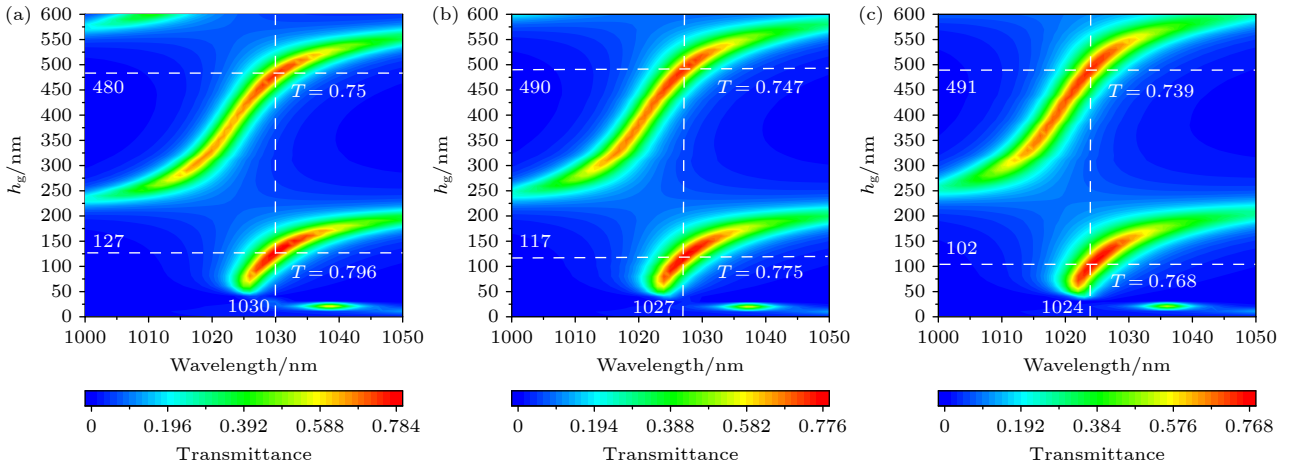 (a)
600
550
500
450
400
350
300
250
200
150
100
50
0
hg/nm
480
T = 0.75
127
T = 0.796
1030
1000 1010 1020 1030 1040 1050
Wavelength/nm
0 0.196 0.392 0.588 0.784
Transmittance
(b)
600
550
500
450
400
350
300
250
200
150
100
50
0
hg/nm
490
T = 0.747
117
T = 0.775
1027
1000 1010 1020 1030 1040 1050
Wavelength/nm
0 0.194 0.388 0.582 0.776
Transmittance
(c)
600
550
500
450
400
350
300
250
200
150
100
50
0
hg/nm
491
T = 0.739
102
T = 0.768
1024
1000 1010 1020 1030 1040 1050
Wavelength/nm
0 0.192 0.384 0.576 0.768
Transmittance